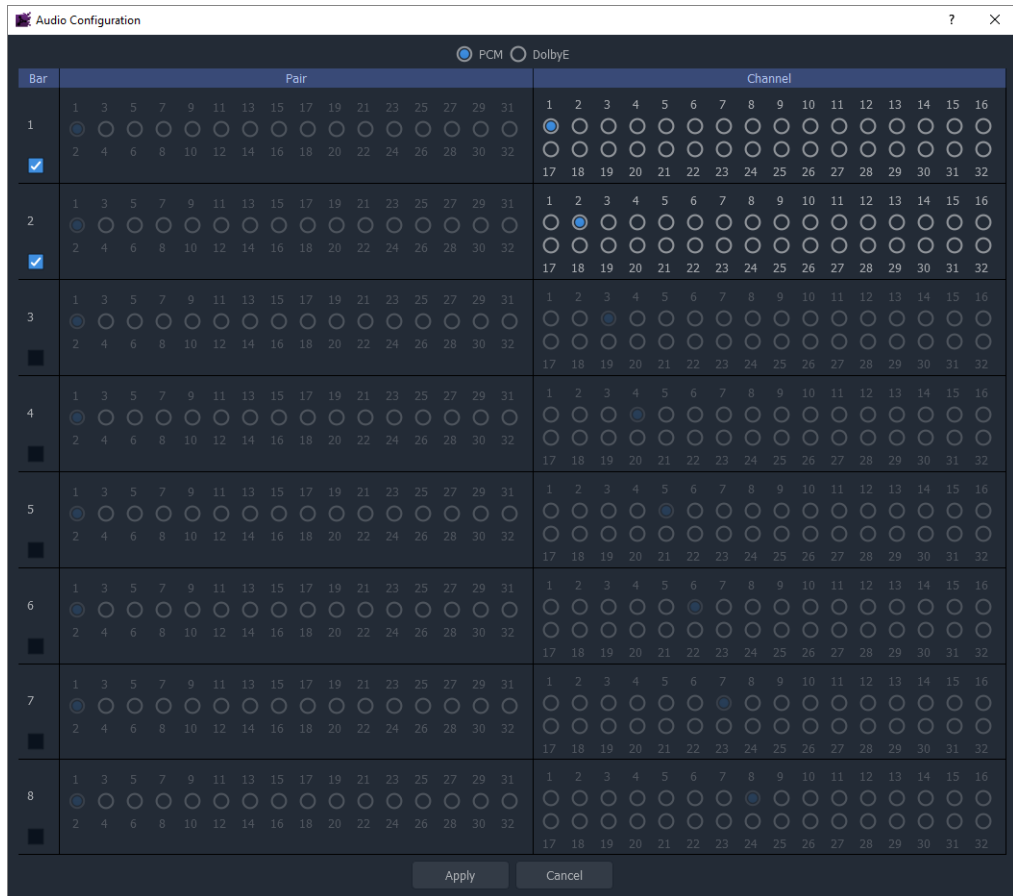 Audio Configuration ?
PCM DolbyE
Bar Pair Channel
1 3 5 7 9 11 13 15 17 19 21 23 25 27 29 31 1 2 3 4 5 6 7 8 9 10 11 12 13 14 15 16
1
2 4 6 8 10 12 14 16 18 20 22 24 26 28 30 32
17 18 19 20 21 22 23 24 25 26 27 28 29 30 31 32
1 3 5 7 9 11 13 15 17 19 21 23 25 27 29 31 1 2 3 4 5 6 7 8 9 10 11 12 13 14 15 16
2
2 4 6 8 10 12 14 16 18 20 22 24 26 28 30 32
17 18 19 20 21 22 23 24 25 26 27 28 29 30 31 32
1 3 5 7 9 11 13 15 17 19 21 23 25 27 29 31 1 2 3 4 5 6 7 8 9 10 11 12 13 14 15 16
3
2 4 6 8 10 12 14 16 18 20 22 24 26 28 30 32
17 18 19 20 21 22 23 24 25 26 27 28 29 30 31 32
1 3 5 7 9 11 13 15 17 19 21 23 25 27 29 31 1 2 3 4 5 6 7 8 9 10 11 12 13 14 15 16
4
2 4 6 8 10 12 14 16 18 20 22 24 26 28 30 32
17 18 19 20 21 22 23 24 25 26 27 28 29 30 31 32
1 3 5 7 9 11 13 15 17 19 21 23 25 27 29 31 1 2 3 4 5 6 7 8 9 10 11 12 13 14 15 16
5
2 4 6 8 10 12 14 16 18 20 22 24 26 28 30 32
17 18 19 20 21 22 23 24 25 26 27 28 29 30 31 32
1 3 5 7 9 11 13 15 17 19 21 23 25 27 29 31 1 2 3 4 5 6 7 8 9 10 11 12 13 14 15 16
6
2 4 6 8 10 12 14 16 18 20 22 24 26 28 30 32
17 18 19 20 21 22 23 24 25 26 27 28 29 30 31 32
1 3 5 7 9 11 13 15 17 19 21 23 25 27 29 31 1 2 3 4 5 6 7 8 9 10 11 12 13 14 15 16
7
2 4 6 8 10 12 14 16 18 20 22 24 26 28 30 32
17 18 19 20 21 22 23 24 25 26 27 28 29 30 31 32
1 3 5 7 9 11 13 15 17 19 21 23 25 27 29 31 1 2 3 4 5 6 7 8 9 10 11 12 13 14 15 16
8
2 4 6 8 10 12 14 16 18 20 22 24 26 28 30 32
17 18 19 20 21 22 23 24 25 26 27 28 29 30 31 32
Apply Cancel